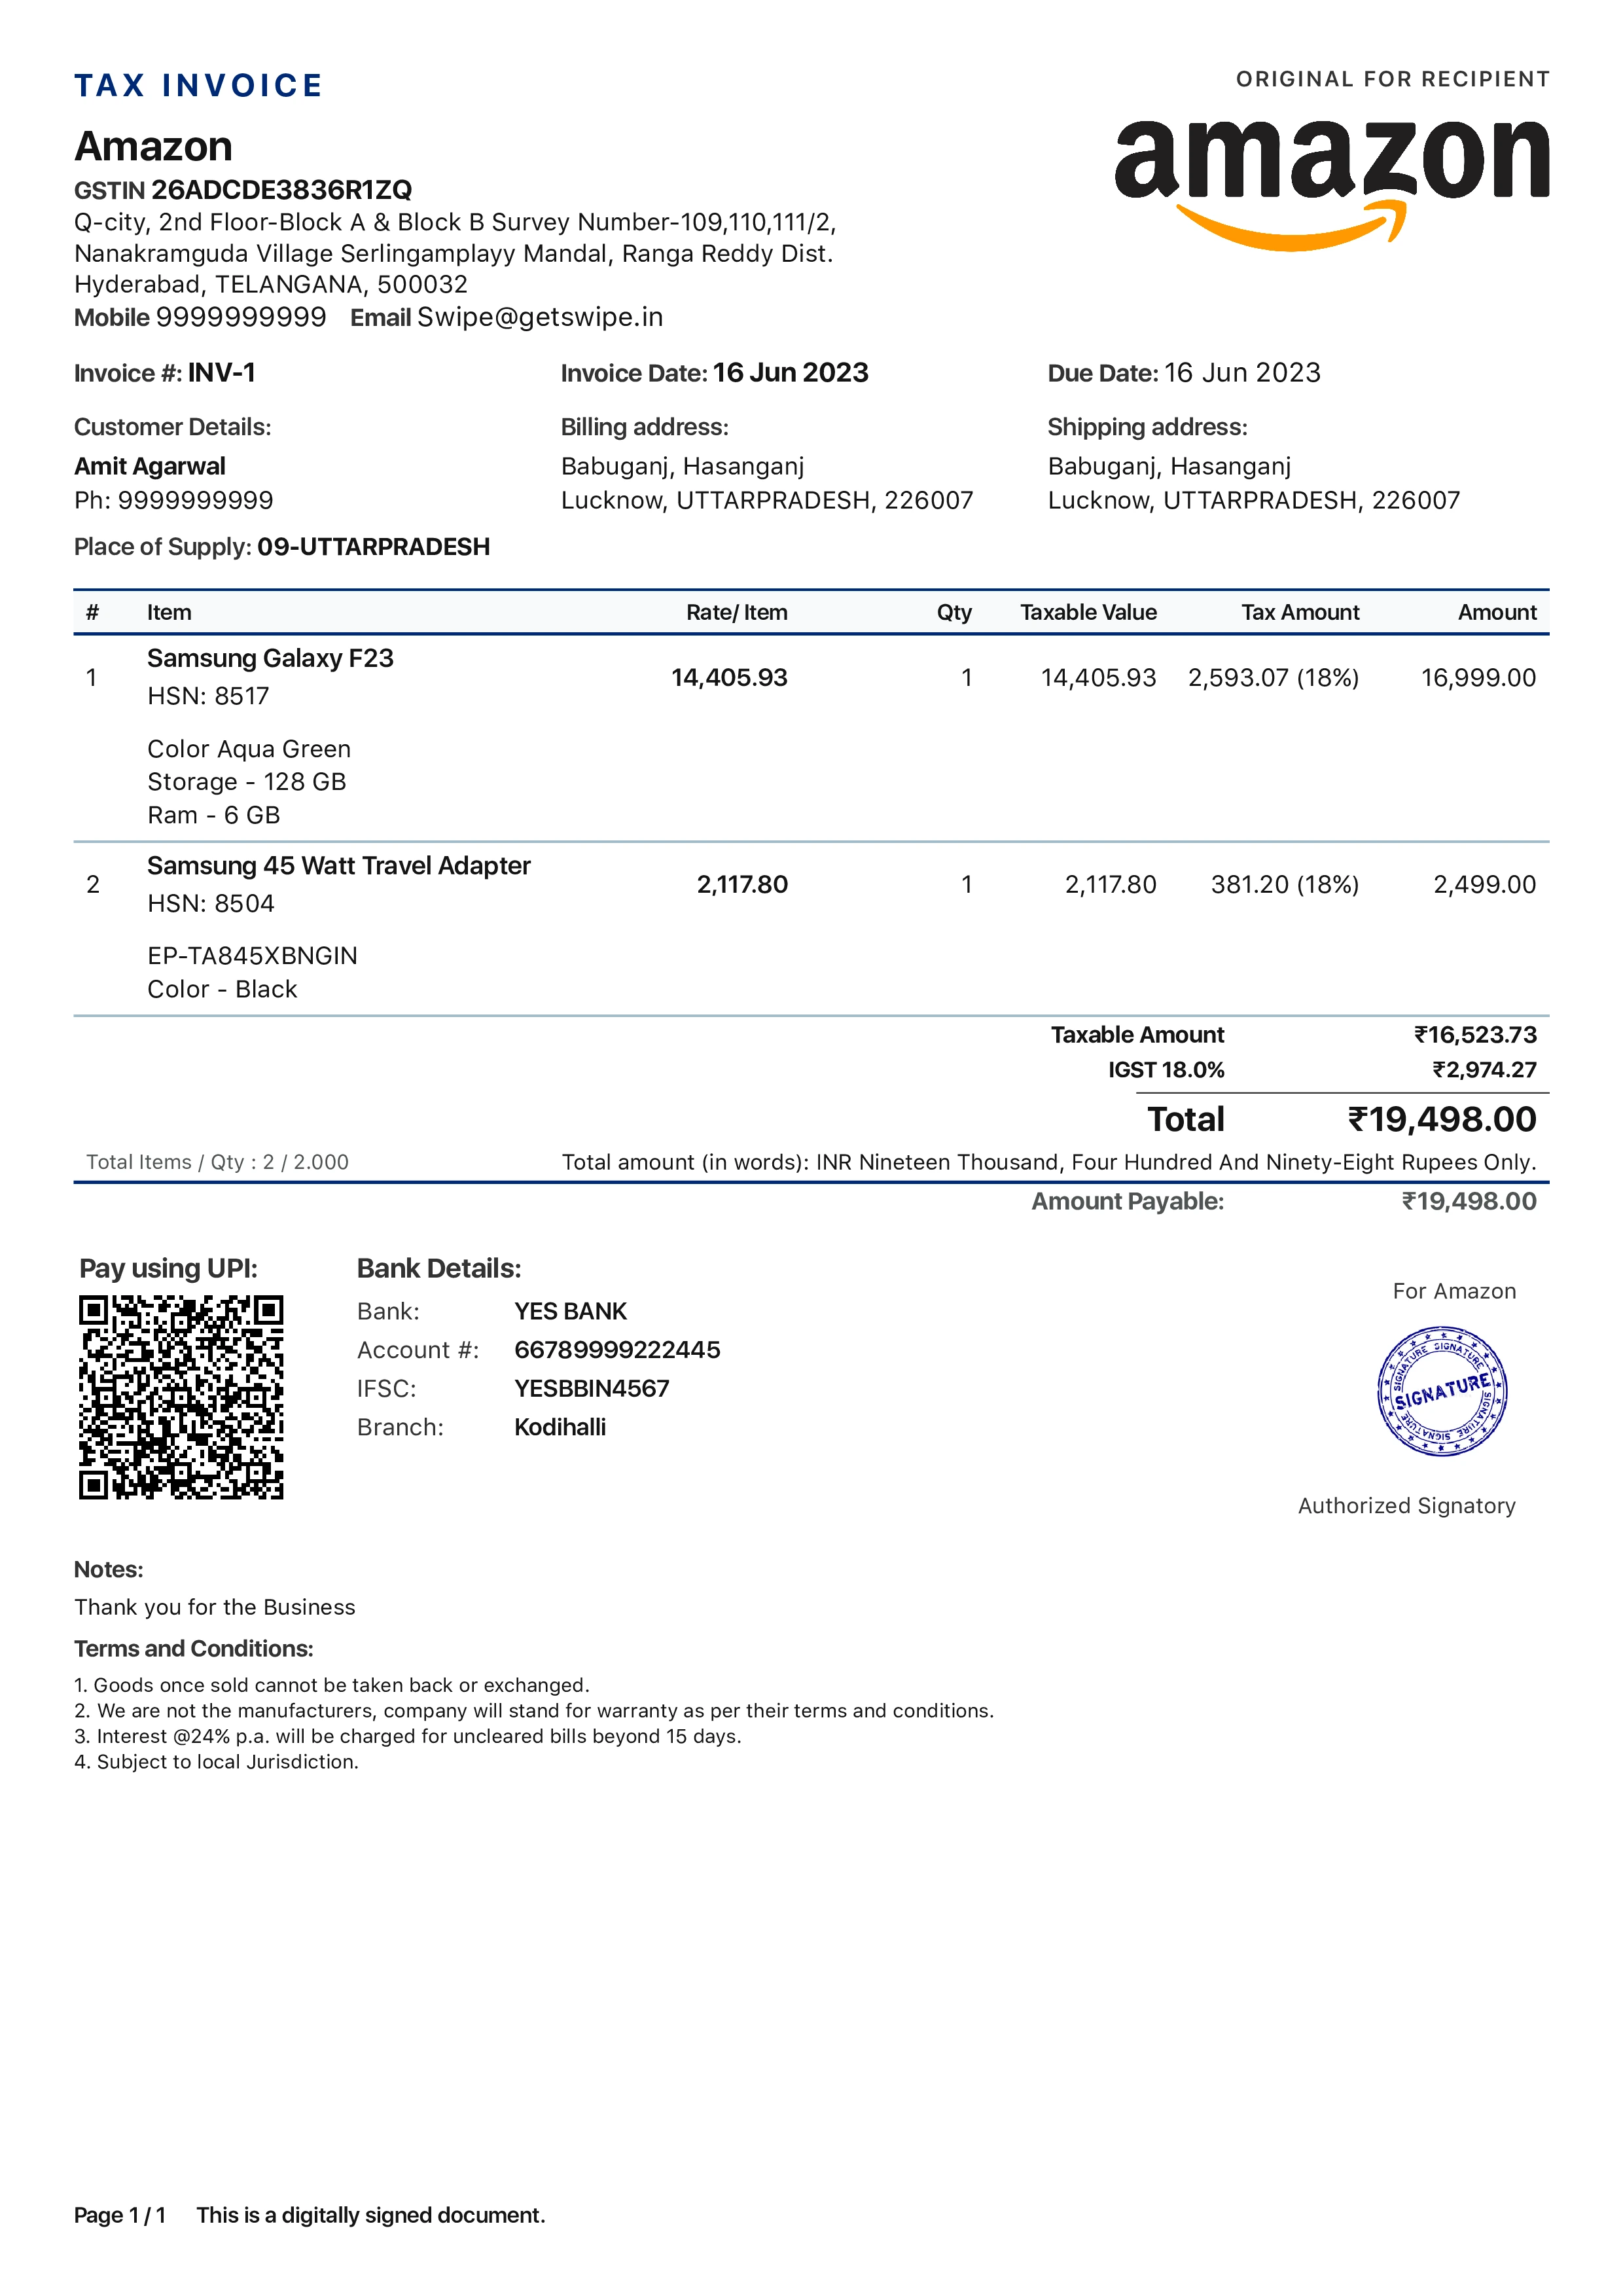 TAX INVOICE
ORIGINAL FOR RECIPIENT
Amazon
amazon
GSTIN 26ADCDE3836R1ZQ
Q-city, 2nd Floor-Block A & Block B Survey Number-109,110,111/2,
Nanakramguda Village Serlingamplayy Mandal, Ranga Reddy Dist.
Hyderabad, TELANGANA, 500032
Mobile 9999999999 Email Swipe@getswipe.in
Invoice #: INV-1 Invoice Date: 16 Jun 2023 Due Date: 16 Jun 2023
Customer Details:
Amit Agarwal
Ph: 9999999999
Billing address:
Babuganj, Hasanganj
Lucknow, UTTARPRADESH, 226007
Shipping address:
Babuganj, Hasanganj
Lucknow, UTTARPRADESH, 226007
Place of Supply: 09-UTTARPRADESH
# Item Rate/ Item Qty Taxable Value Tax Amount Amount
1 Samsung Galaxy F23 14,405.93 1 14,405.93 2,593.07 (18%) 16,999.00
HSN: 8517
Color Aqua Green
Storage - 128 GB
Ram - 6 GB
2 Samsung 45 Watt Travel Adapter 2,117.80 1 2,117.80 381.20 (18%) 2,499.00
HSN: 8504
EP-TA845XBNGIN
Color - Black
Taxable Amount ₹16,523.73
IGST 18.0% ₹2,974.27
Total ₹19,498.00
Total Items / Qty : 2 / 2.000 Total amount (in words): INR Nineteen Thousand, Four Hundred And Ninety-Eight Rupees Only.
Amount Payable: ₹19,498.00
Pay using UPI:
Bank Details:
Bank: YES BANK
Account #: 66789999222445
IFSC: YESBBIN4567
Branch: Kodihalli
For Amazon
SIGNATURE SIGNATURE
SIGNATURE
SIGNATURE SIGNATURE SIGNATURE
Authorized Signatory
Notes:
Thank you for the Business
Terms and Conditions:
1. Goods once sold cannot be taken back or exchanged.
2. We are not the manufacturers, company will stand for warranty as per their terms and conditions.
3. Interest @24% p.a. will be charged for uncleared bills beyond 15 days.
4. Subject to local Jurisdiction.
Page 1 / 1 This is a digitally signed document.